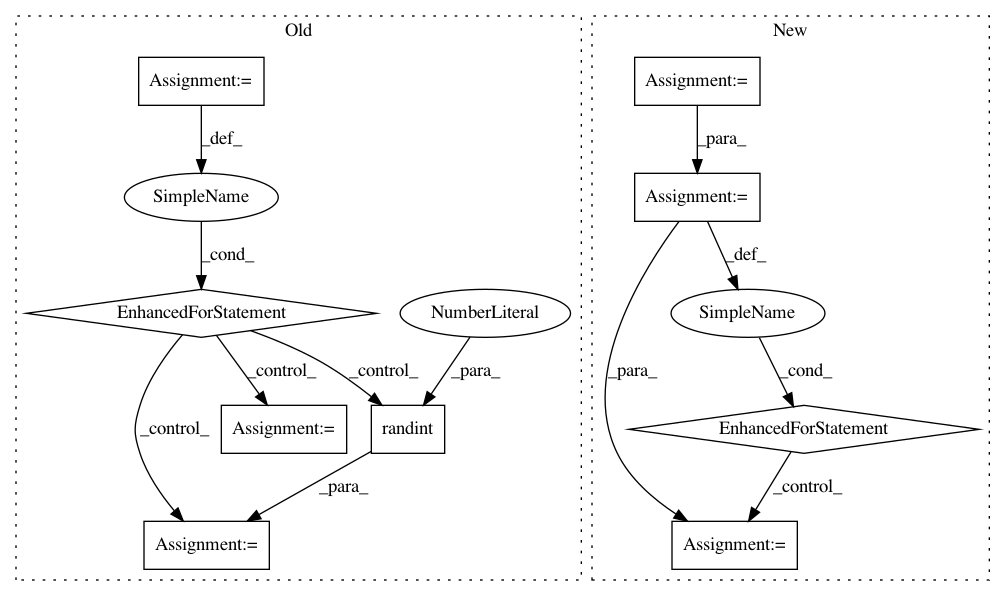 Old
New
Assignment:=
Assignment:=
_def_
_para_
SimpleName
Assignment:=
_cond_
_def_
EnhancedForStatement
NumberLiteral
SimpleName
_control_
_control_
_para_
_para_
_cond_
_control_
Assignment:=
randint
EnhancedForStatement
_para_
_control_
Assignment:=
Assignment:=